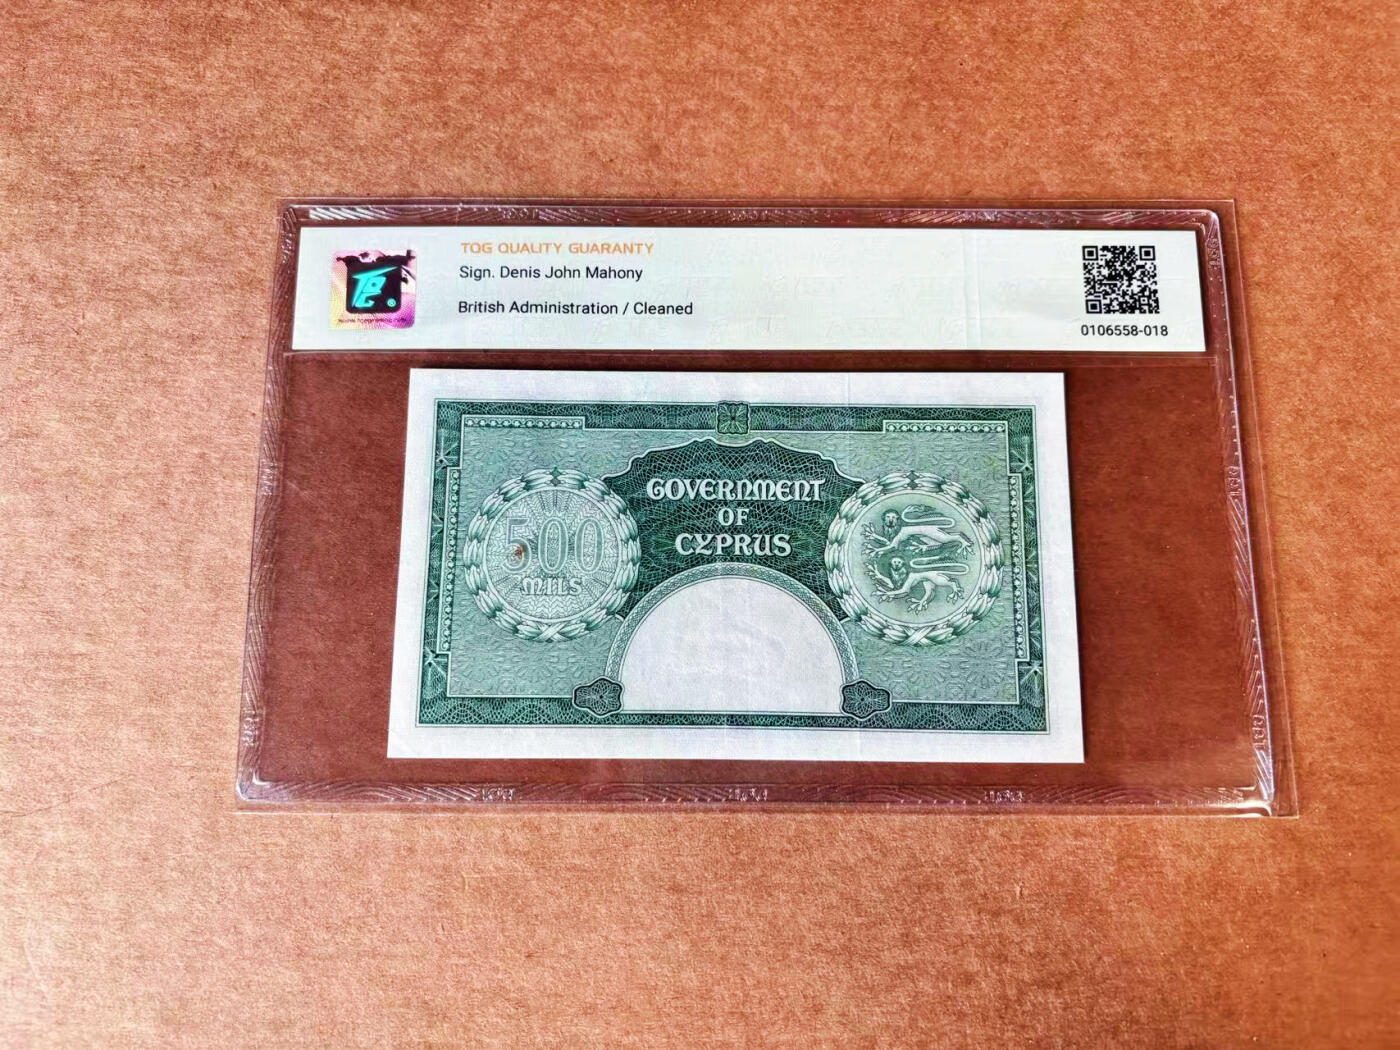 TQG QUALITY GUARANTY
Sign. Denis John Mahony
British Administration / Cleaned
0106558-018
GOVERNMENT
OF
CYPRUS
500
MILS